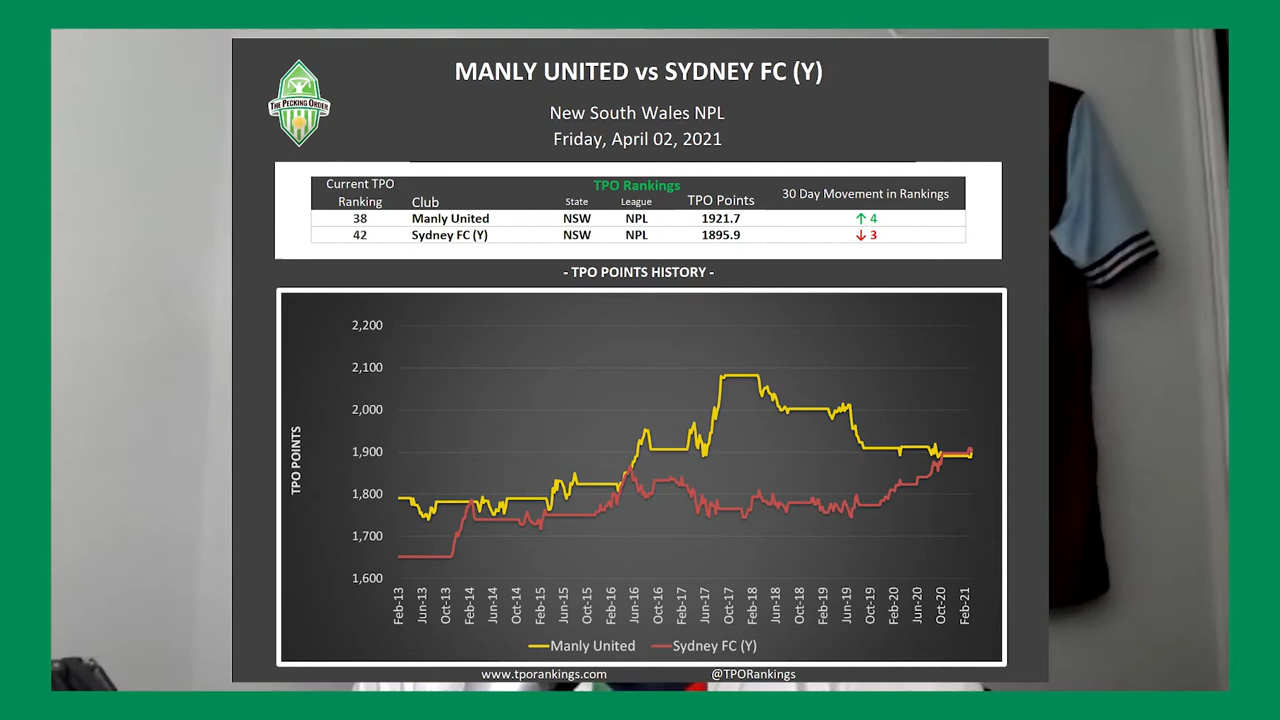 MANLY UNITED vs SYDNEY FC (Y)
THE PECKING ORDER
New South Wales NPL
Friday, April 02, 2021
TPO Rankings
Current TPO Ranking Club State League TPO Points 30 Day Movement in Rankings
38 Manly United NSW NPL 1921.7 ↑ 4
42 Sydney FC (Y) NSW NPL 1895.9 ↓ 3
- TPO POINTS HISTORY -
TPO POINTS
2,200
2,100
2,000
1,900
1,800
1,700
1,600
Feb-13 Jun-13 Oct-13 Feb-14 Jun-14 Oct-14 Feb-15 Jun-15 Oct-15 Feb-16 Jun-16 Oct-16 Feb-17 Jun-17 Oct-17 Feb-18 Jun-18 Oct-18 Feb-19 Jun-19 Oct-19 Feb-20 Jun-20 Oct-20 Feb-21
Manly United Sydney FC (Y)
www.tporankings.com @TPORankings